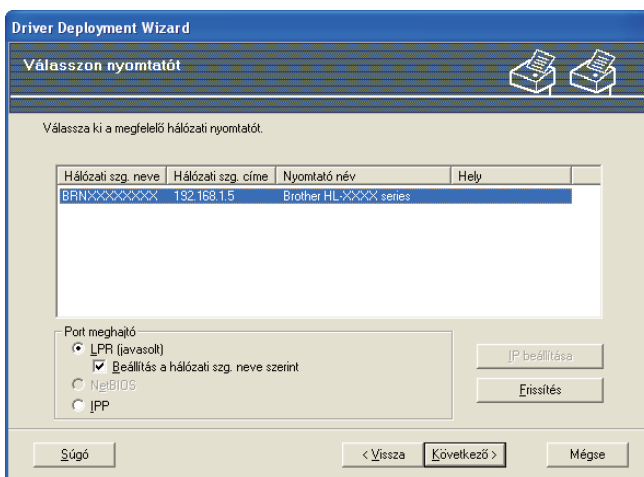 Driver Deployment Wizard
Válasszon nyomtatót
Válassza ki a megfelelő hálózati nyomtatót.
Hálózati szg. neve Hálózati szg. címe Nyomtató név Hely
BRNXXXXXXXX 192.168.1.5 Brother HL-XXXX series
Port meghajtó
LPR (javasolt)
Beállítás a hálózati szg. neve szerint
NetBIOS
IPP
IP beállítása
Frissítés
Súgó < Vissza Következő > Mégse